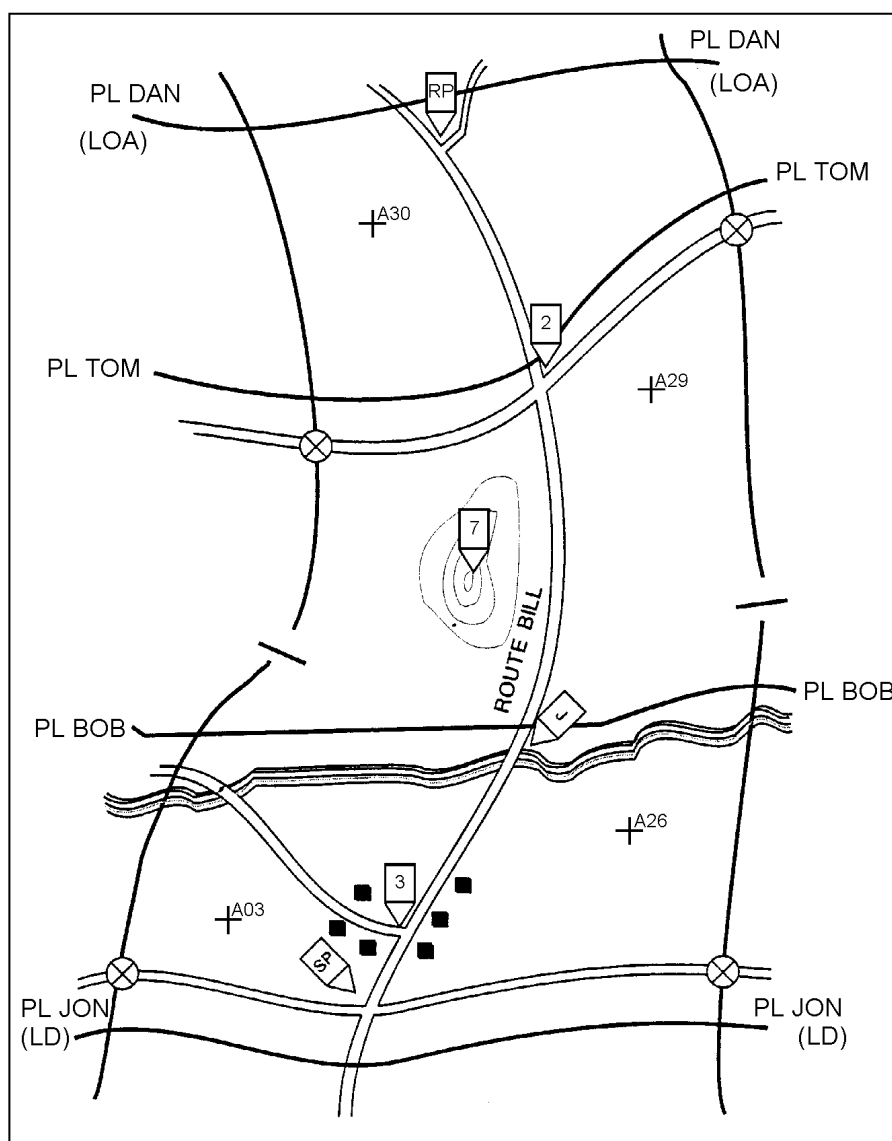 PL DAN
(LOA)
PL DAN
(LOA)
RP
PL TOM
A30
2
PL TOM
A29
7
ROUTE BILL
PL BOB
PL BOB
A26
3
A03
SP
PL JON
(LD)
PL JON
(LD)